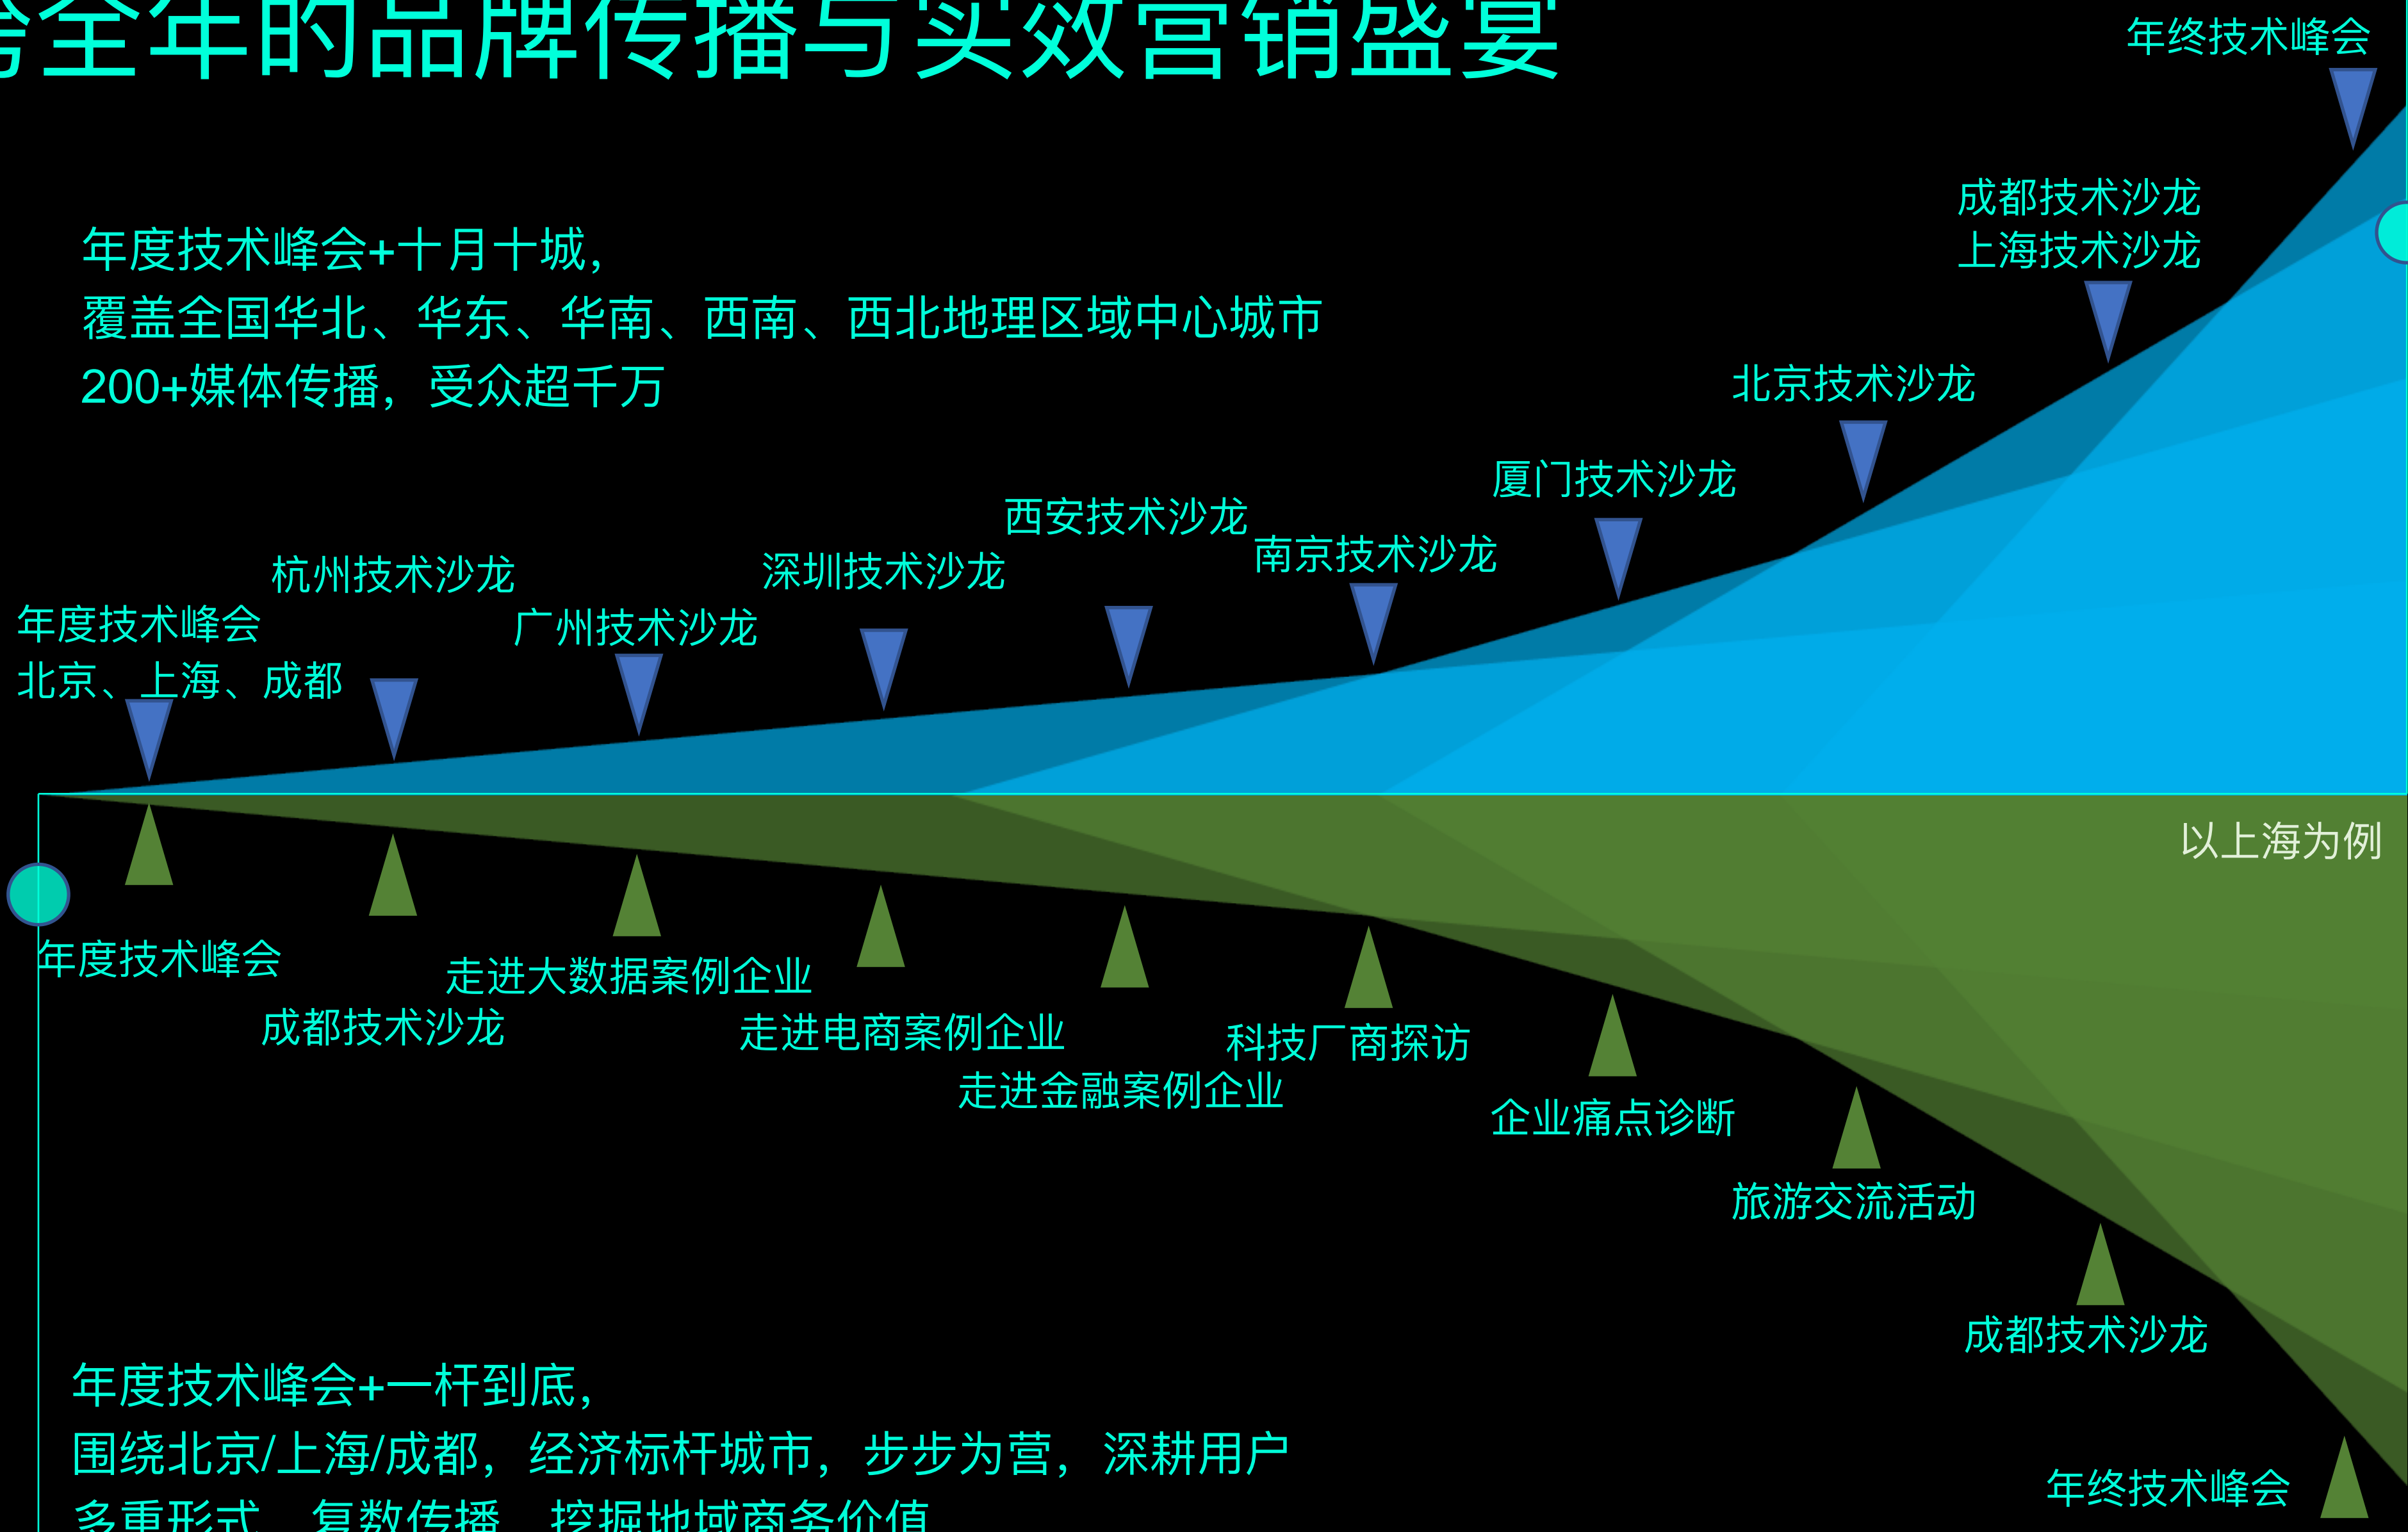 跨全年的品牌传播与实效营销盛宴
年终技术峰会
成都技术沙龙
上海技术沙龙
年度技术峰会+十月十城，
覆盖全国华北、华东、华南、西南、西北地理区域中心城市
200+媒体传播，受众超千万
北京技术沙龙
厦门技术沙龙
西安技术沙龙
南京技术沙龙
深圳技术沙龙
杭州技术沙龙
广州技术沙龙
年度技术峰会
北京、上海、成都
以上海为例
年度技术峰会
成都技术沙龙
走进大数据案例企业
走进电商案例企业
走进金融案例企业
科技厂商探访
企业痛点诊断
旅游交流活动
成都技术沙龙
年终技术峰会
年度技术峰会+一杆到底，
围绕北京/上海/成都，经济标杆城市，步步为营，深耕用户
多重形式，复数传播，挖掘地域商务价值